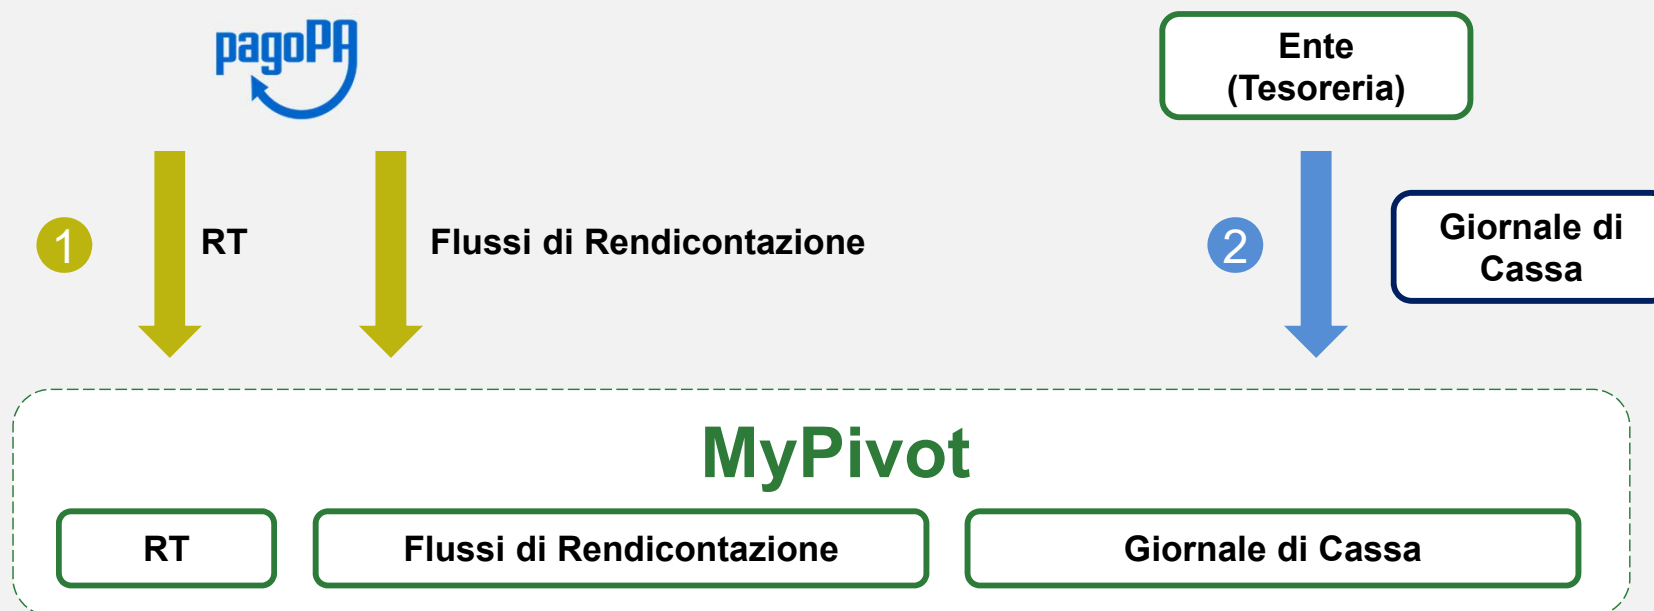 pagoPA
Ente
(Tesoreria)
1
RT
Flussi di Rendicontazione
2
Giornale di
Cassa
MyPivot
RT
Flussi di Rendicontazione
Giornale di Cassa